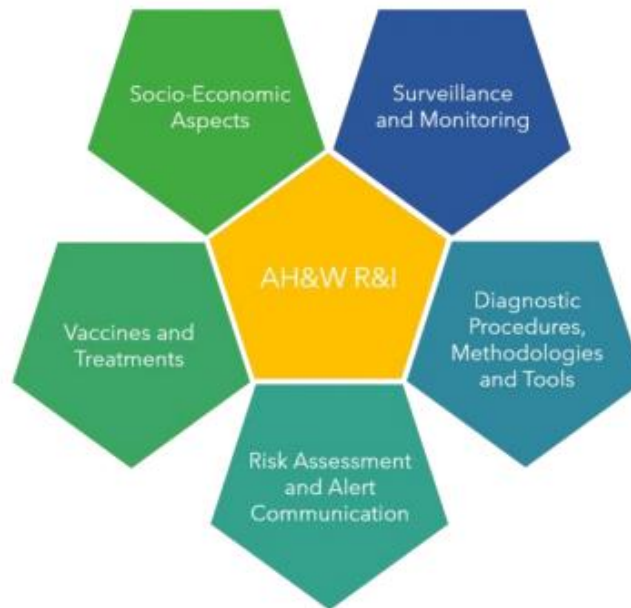 Socio-Economic
Aspects
Surveillance
and Monitoring
AH&W R&I
Vaccines and
Treatments
Diagnostic
Procedures,
Methodologies
and Tools
Risk Assessment
and Alert
Communication